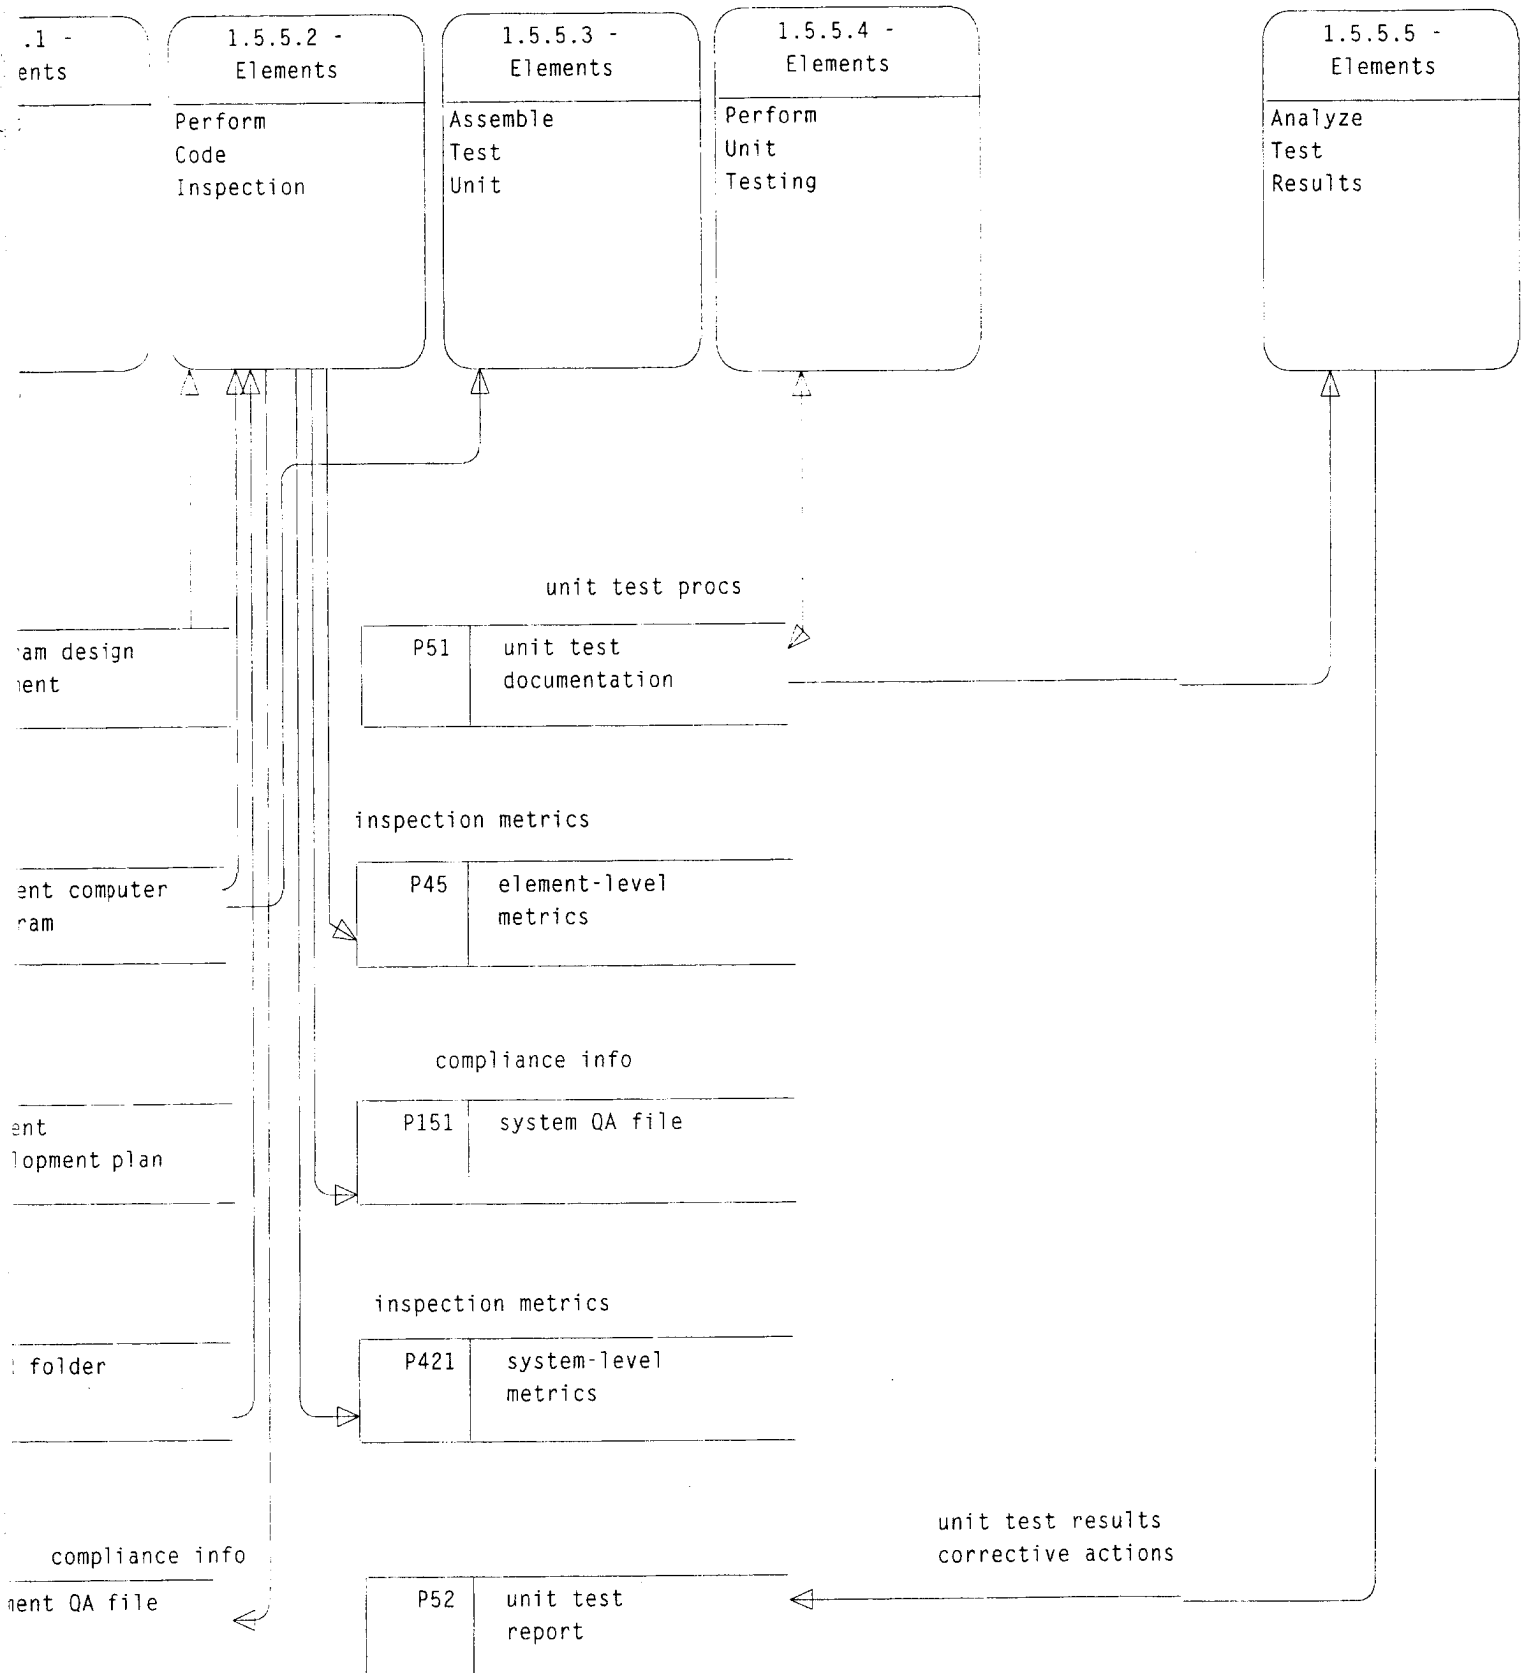 .1 -
ents
1.5.5.2 -
Elements
Perform
Code
Inspection
1.5.5.3 -
Elements
Assemble
Test
Unit
1.5.5.4 -
Elements
Perform
Unit
Testing
1.5.5.5 -
Elements
Analyze
Test
Results
unit test procs
am design
ent
P51
unit test
documentation
inspection metrics
ent computer
ram
P45
element-level
metrics
compliance info
ent
lopment plan
P151
system QA file
inspection metrics
folder
P421
system-level
metrics
unit test results
corrective actions
compliance info
ment QA file
P52
unit test
report